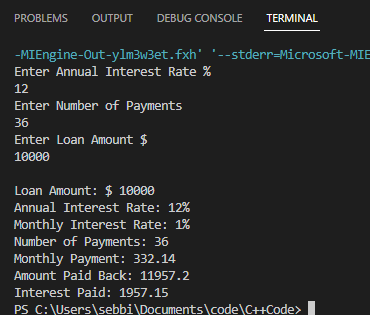 PROBLEMS OUTPUT DEBUG CONSOLE TERMINAL
-MIEngine-Out-ylm3w3et.fxh' '--stderr=Microsoft-MIE
Enter Annual Interest Rate %
12
Enter Number of Payments
36
Enter Loan Amount $
10000
Loan Amount: $ 10000
Annual Interest Rate: 12%
Monthly Interest Rate: 1%
Number of Payments: 36
Monthly Payment: 332.14
Amount Paid Back: 11957.2
Interest Paid: 1957.15
PS C:\Users\sebbi\Documents\code\C++Code>